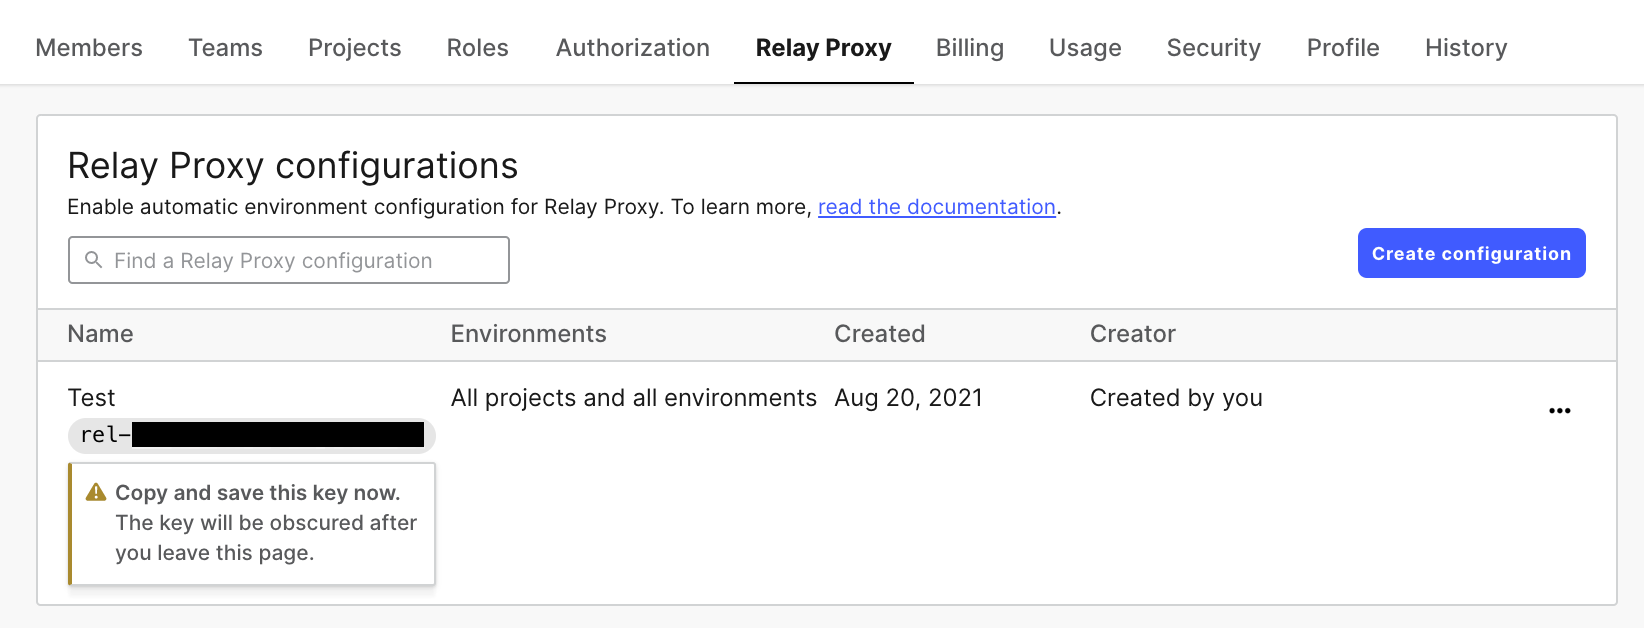 Members Teams Projects Roles Authorization Relay Proxy Billing Usage Security Profile History
Relay Proxy configurations
Enable automatic environment configuration for Relay Proxy. To learn more, read the documentation.
Find a Relay Proxy configuration
Create configuration
Name Environments Created Creator
Test All projects and all environments Aug 20, 2021 Created by you
rel-
Copy and save this key now.
The key will be obscured after
you leave this page.